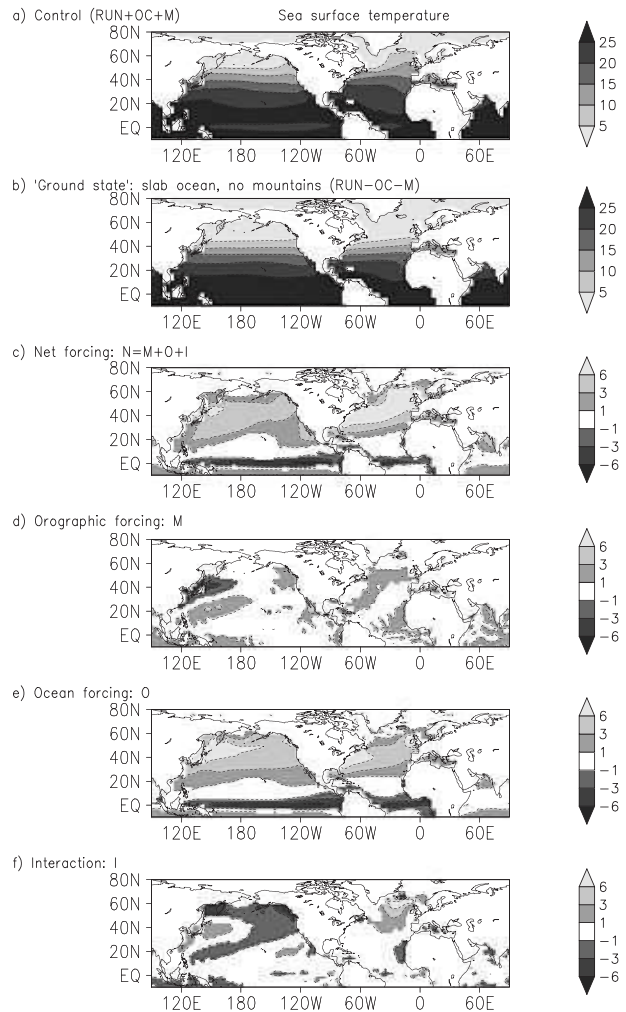 a) Control (RUN+OC+M) Sea surface temperature
80N
60N
40N
20N
EQ
120E 180 120W 60W 0 60E
25
20
15
10
5
b) 'Ground state': slab ocean, no mountains (RUN−OC−M)
80N
60N
40N
20N
EQ
120E 180 120W 60W 0 60E
25
20
15
10
5
c) Net forcing: N=M+O+I
80N
60N
40N
20N
EQ
120E 180 120W 60W 0 60E
6
3
1
−1
−3
−6
d) Orographic forcing: M
80N
60N
40N
20N
EQ
120E 180 120W 60W 0 60E
6
3
1
−1
−3
−6
e) Ocean forcing: O
80N
60N
40N
20N
EQ
120E 180 120W 60W 0 60E
6
3
1
−1
−3
−6
f) Interaction: I
80N
60N
40N
20N
EQ
120E 180 120W 60W 0 60E
6
3
1
−1
−3
−6